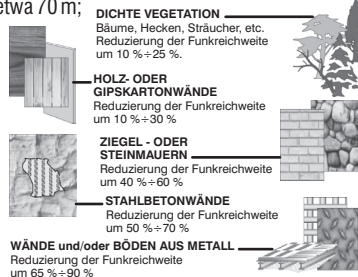 etwa 70 m;
DICHTE VEGETATION
Bäume, Hecken, Sträucher, etc.
Reduzierung der Funkreichweite
um 10 %÷25 %.
HOLZ- ODER
GIPSKARTONWÄNDE
Reduzierung der Funkreichweite
um 10 %÷30 %
ZIEGEL - ODER
STEINMAUERN
Reduzierung der Funkreichweite
um 40 %÷60 %
STAHLBETONWÄNDE
Reduzierung der Funkreichweite
um 50 %÷70 %
WÄNDE und/oder BÖDEN AUS METALL
Reduzierung der Funkreichweite
um 65 %÷90 %